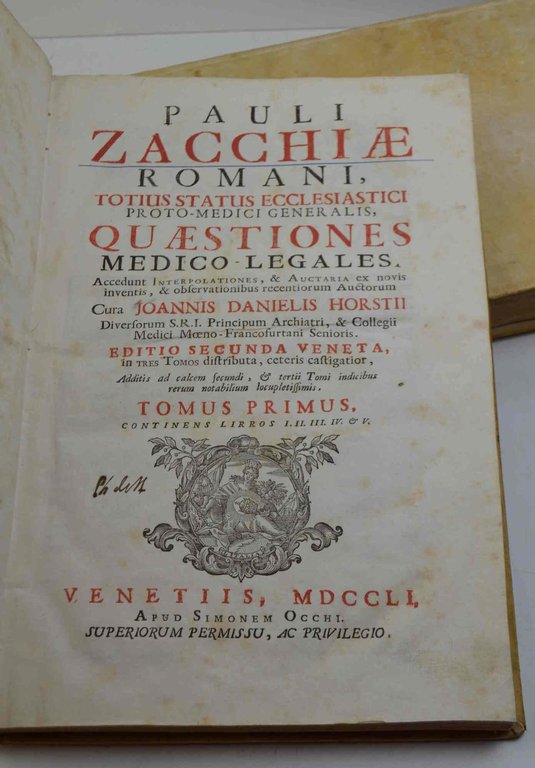 PAULI
ZACCHIÆ
ROMANI,
TOTIUS STATUS ECCLESIASTICI
PROTO-MEDICI GENERALIS,
QUÆSTIONES
MEDICO-LEGALES.
Accedunt INTERPOLATIONES, & AUCTARIA ex novis
inventis, & observationibus recentiorum Auctorum
Cura JOANNIS DANIELIS HORSTII
Diversorum S.R.I. Principum Archiatri, & Collegii
Medici Mœno-Francofurtani Senioris.
EDITIO SECUNDA VENETA,
in TRES TOMOS distributa, ceteris castigatior,
Additis ad calcem secundi, & tertii Tomi indicibus
rerum notabilium locupletissimis.
TOMUS PRIMUS,
CONTINENS LIBROS I. II. III. IV. & V.
VENETIIS, MDCCLI,
APUD SIMONEM OCCHI.
SUPERIORUM PERMISSU, AC PRIVILEGIO.